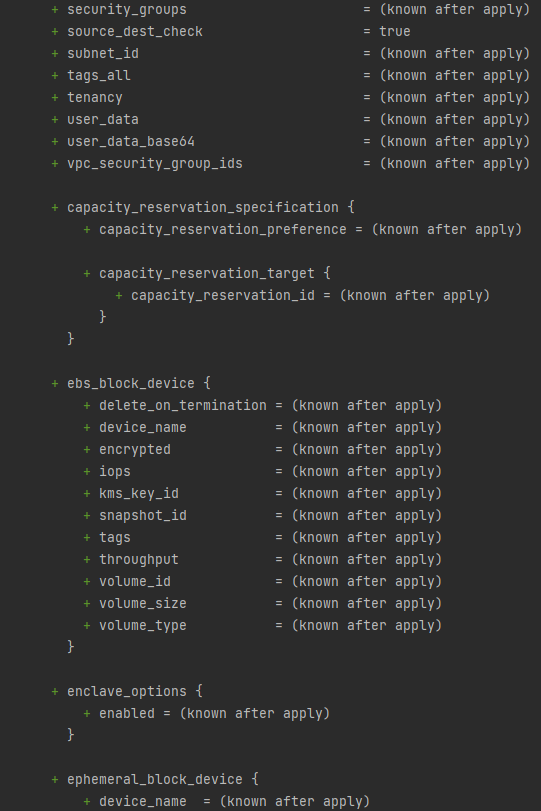 + security_groups                      = (known after apply)
+ source_dest_check                    = true
+ subnet_id                            = (known after apply)
+ tags_all                             = (known after apply)
+ tenancy                              = (known after apply)
+ user_data                            = (known after apply)
+ user_data_base64                     = (known after apply)
+ vpc_security_group_ids               = (known after apply)

+ capacity_reservation_specification {
    + capacity_reservation_preference = (known after apply)

    + capacity_reservation_target {
        + capacity_reservation_id = (known after apply)
      }
  }

+ ebs_block_device {
    + delete_on_termination = (known after apply)
    + device_name           = (known after apply)
    + encrypted             = (known after apply)
    + iops                  = (known after apply)
    + kms_key_id            = (known after apply)
    + snapshot_id           = (known after apply)
    + tags                  = (known after apply)
    + throughput            = (known after apply)
    + volume_id             = (known after apply)
    + volume_size           = (known after apply)
    + volume_type           = (known after apply)
  }

+ enclave_options {
    + enabled = (known after apply)
  }

+ ephemeral_block_device {
    + device_name  = (known after apply)